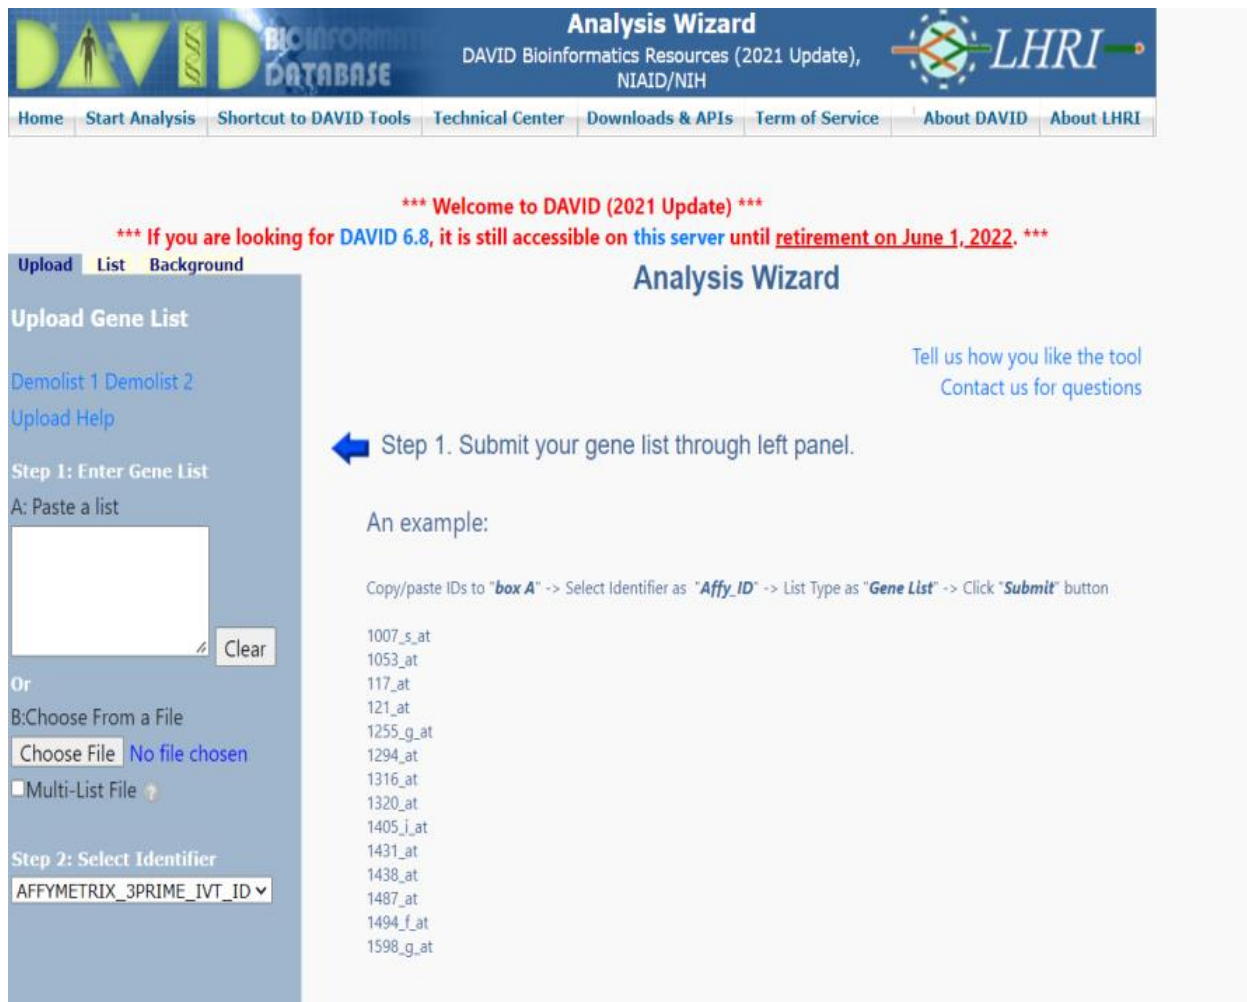 DAVID BIOINFORMATICS
DATABASE
Analysis Wizard
DAVID Bioinformatics Resources (2021 Update),
NIAID/NIH
LHRI
Home Start Analysis Shortcut to DAVID Tools Technical Center Downloads & APIs Term of Service About DAVID About LHRI
*** Welcome to DAVID (2021 Update) ***
*** If you are looking for DAVID 6.8, it is still accessible on this server until retirement on June 1, 2022. ***
Upload List Background
Analysis Wizard
Upload Gene List
Tell us how you like the tool
Contact us for questions
Demolist 1 Demolist 2
Upload Help
Step 1. Submit your gene list through left panel.
Step 1: Enter Gene List
A: Paste a list
An example:
Copy/paste IDs to "box A" -> Select Identifier as "Affy_ID" -> List Type as "Gene List" -> Click "Submit" button
Clear
Or
B:Choose From a File
Choose File No file chosen
Multi-List File ?
Step 2: Select Identifier
AFFYMETRIX_3PRIME_IVT_ID
1007_s_at
1053_at
117_at
121_at
1255_g_at
1294_at
1316_at
1320_at
1405_i_at
1431_at
1438_at
1487_at
1494_f_at
1598_g_at